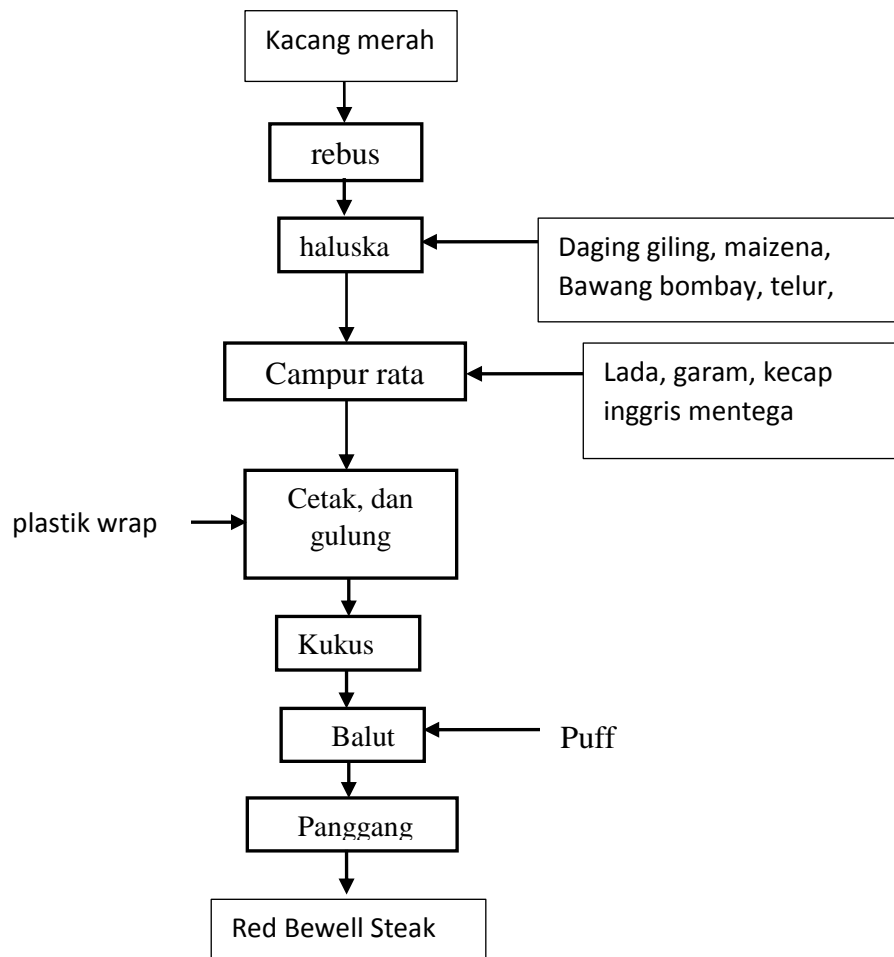 Kacang merah
rebus
haluska
Daging giling, maizena,
Bawang bombay, telur,
Campur rata
Lada, garam, kecap
inggris mentega
Cetak, dan
gulung
plastik wrap
Kukus
Balut
Puff
Panggang
Red Bewell Steak